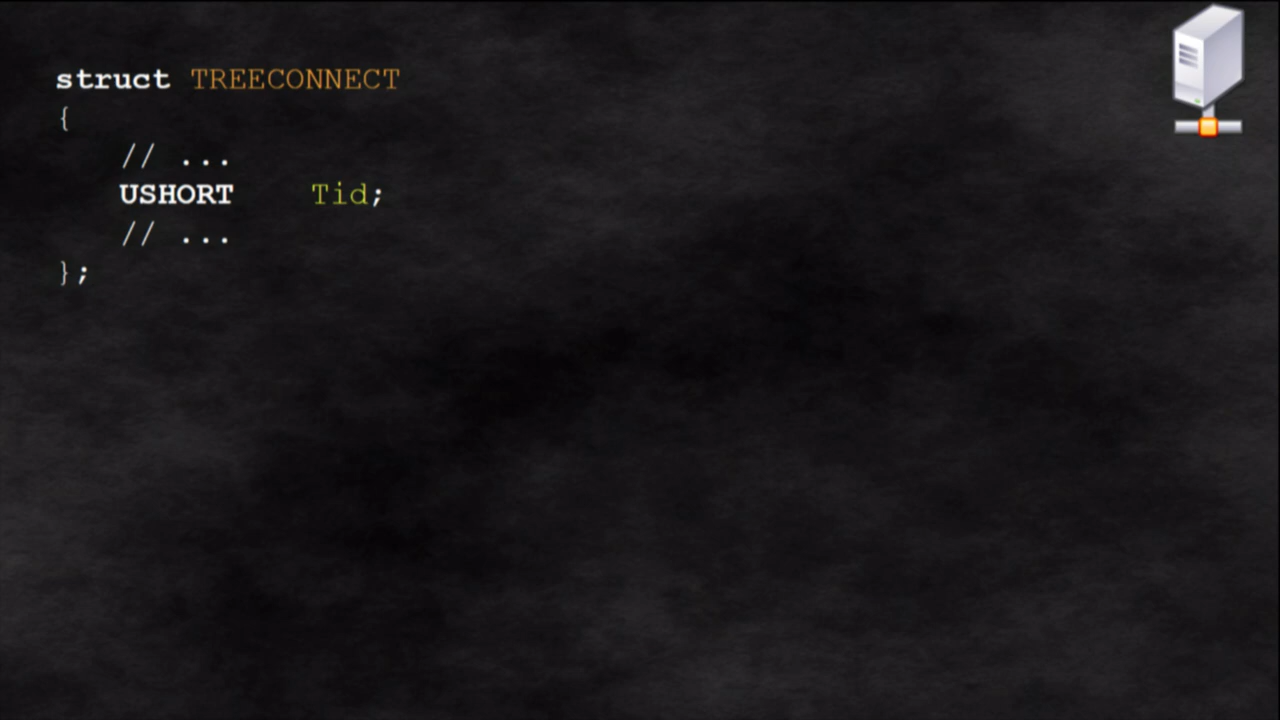 struct TREECONNECT
{
// ...
USHORT Tid;
// ...
};